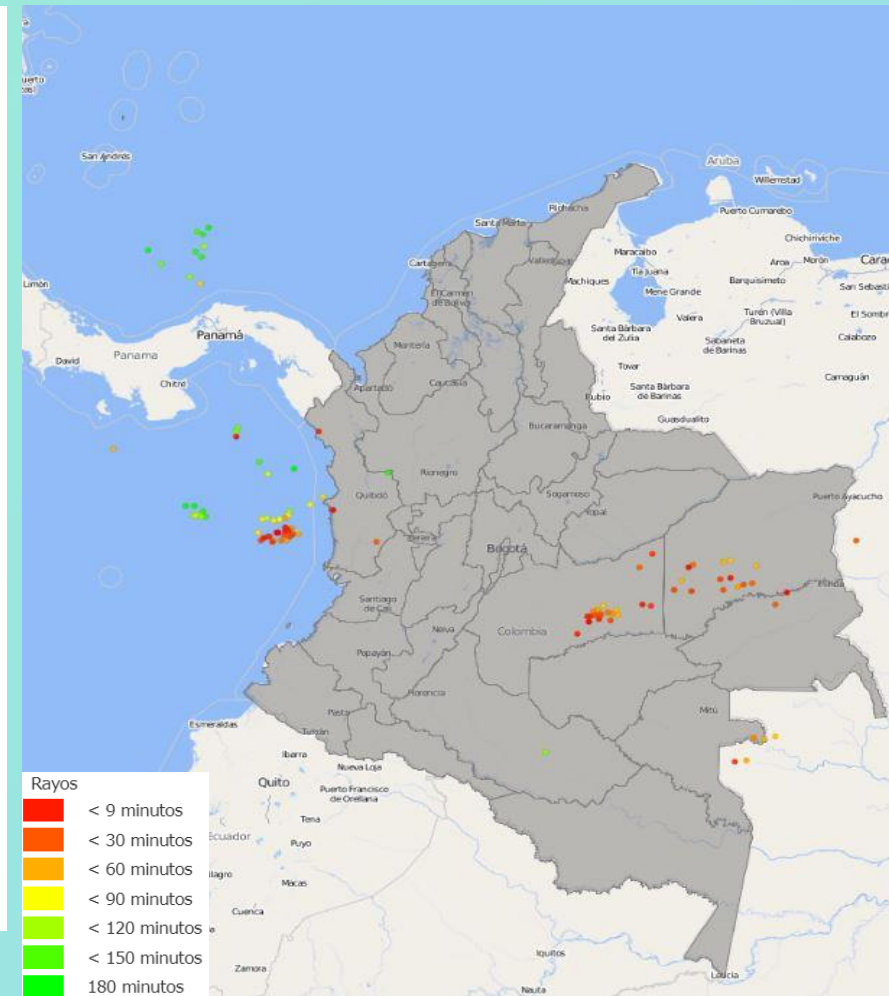 San Andrés
Aruba
Willemstad
Riohacha
Puerto Cumarebo
Santa Marta
Chichiriviche
Maracaibo
Cartagena
Aroa
Morón
Tia Juana
Machiques
Barquisimeto
San Sebasti
Limón
Mene Grande
El Carmen
de Bolívar
Turén (Villa
Bruzual)
El Sombr
Valera
Panamá
Santa Bárbara
del Zulia
Sabaneta
de Barinas
Calabozo
Montería
Panama
David
Tovar
Camaguán
Chitré
Apartadó
Caucasia
Santa Bárbara
de Barinas
Rubio
Guasdualito
Bucaramanga
Rionegro
Quibdó
Sogamoso
Puerto Ayacucho
Yopal
Pereira
Bogotá
Santiago
de Cali
Neiva
Colombia
Popayán
Florencia
Mitú
Pasto
Esmeraldas
Tulcán
Ibarra
Nueva Loja
Quito
Puerto Francisco
de Orellana
Tena
Ecuador
Puyo
Macas
Cuenca
Iquitos
Zamora
Nauta
Leticia
Rayos
< 9 minutos
< 30 minutos
< 60 minutos
< 90 minutos
< 120 minutos
< 150 minutos
180 minutos